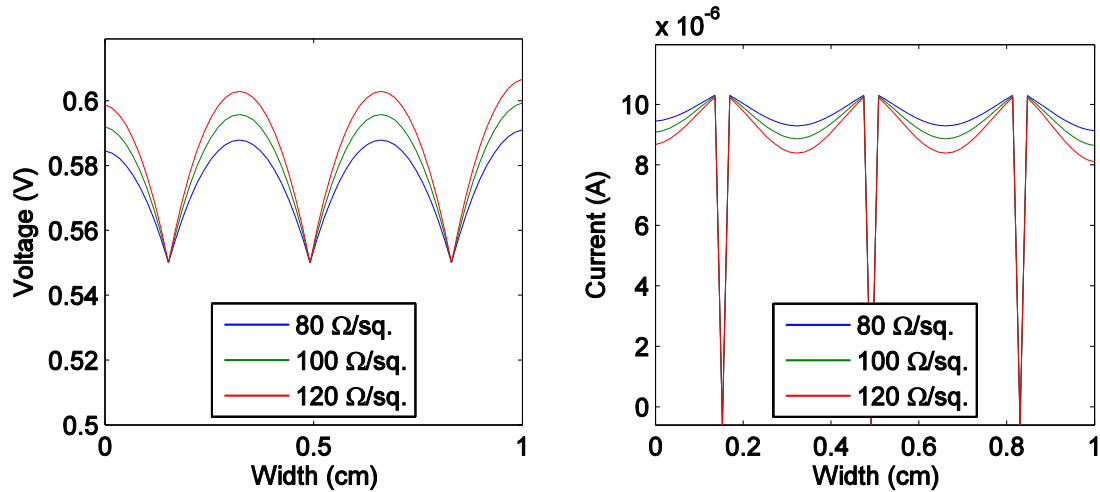 0.6
0.58
0.56
0.54
0.52
0.5
Voltage (V)
80 Ω/sq.
100 Ω/sq.
120 Ω/sq.
0
0.5
1
Width (cm)
x 10⁻⁶
10
8
6
4
2
0
Current (A)
80 Ω/sq.
100 Ω/sq.
120 Ω/sq.
0
0.2
0.4
0.6
0.8
1
Width (cm)